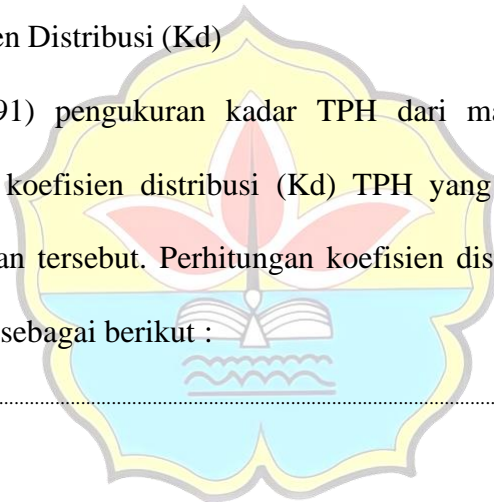 en Distribusi (Kd)
91) pengukuran kadar TPH dari ma
koefisien distribusi (Kd) TPH yang
an tersebut. Perhitungan koefisien dis
sebagai berikut :
................................................................................